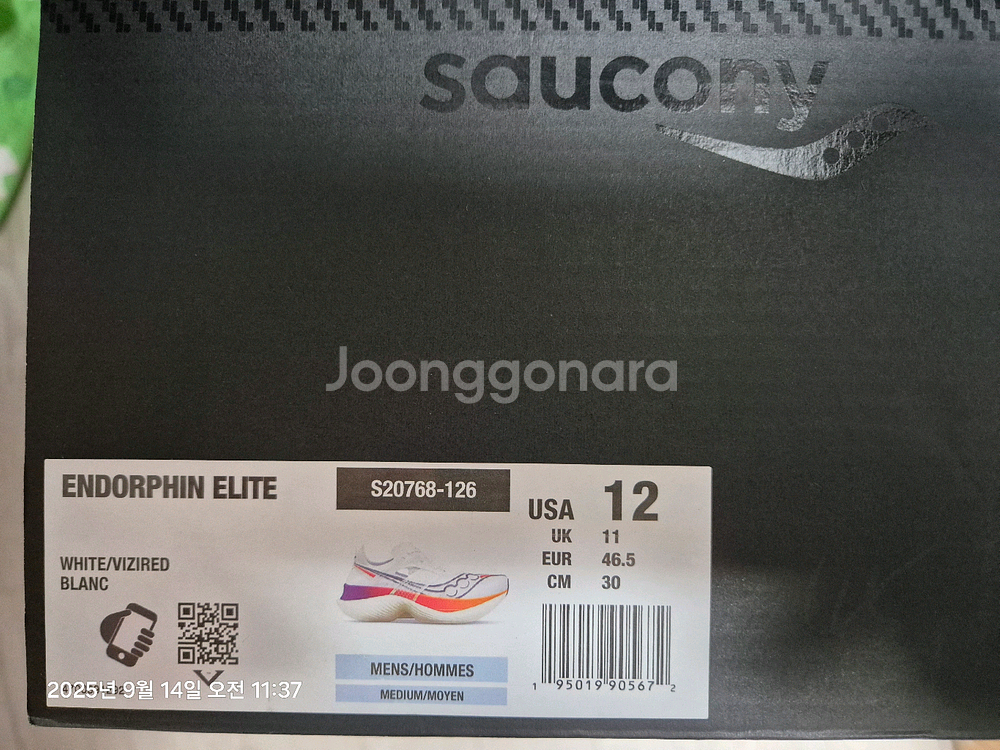 saucony
Joonggonara
ENDORPHIN ELITE
S20768-126
USA 12
UK 11
EUR 46.5
CM 30
WHITE/VIZIRED
BLANC
MENS/HOMMES
MEDIUM/MOYEN
1 95019 90567 2
2025년 9월 14일 오전 11:37